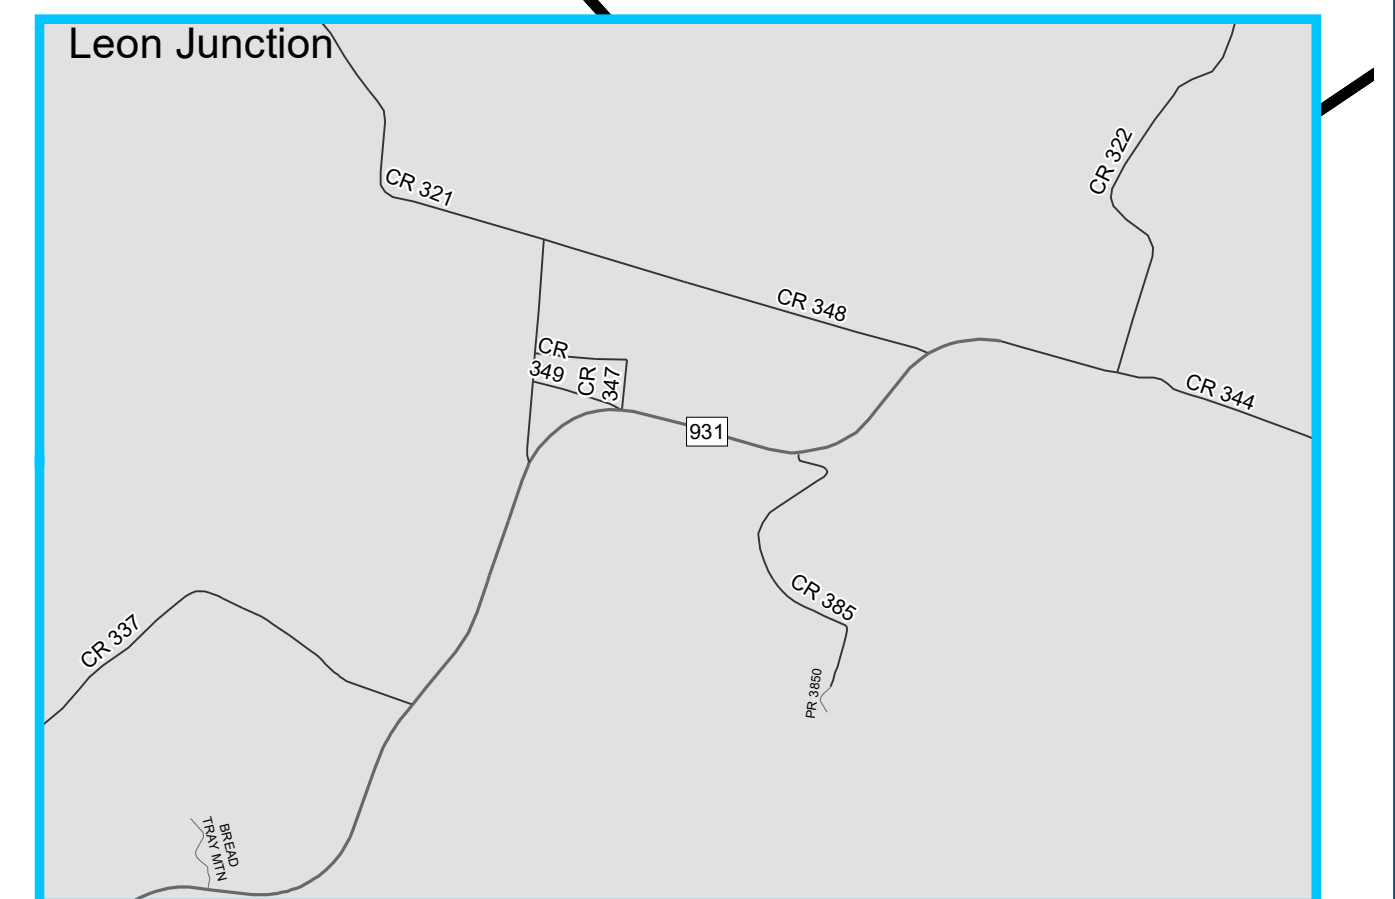 Leon Junction
CR 322
CR 321
CR 348
CR
349
CR
347
CR 344
931
CR 385
CR 337
PR 3850
BREAD
TRAY MTN